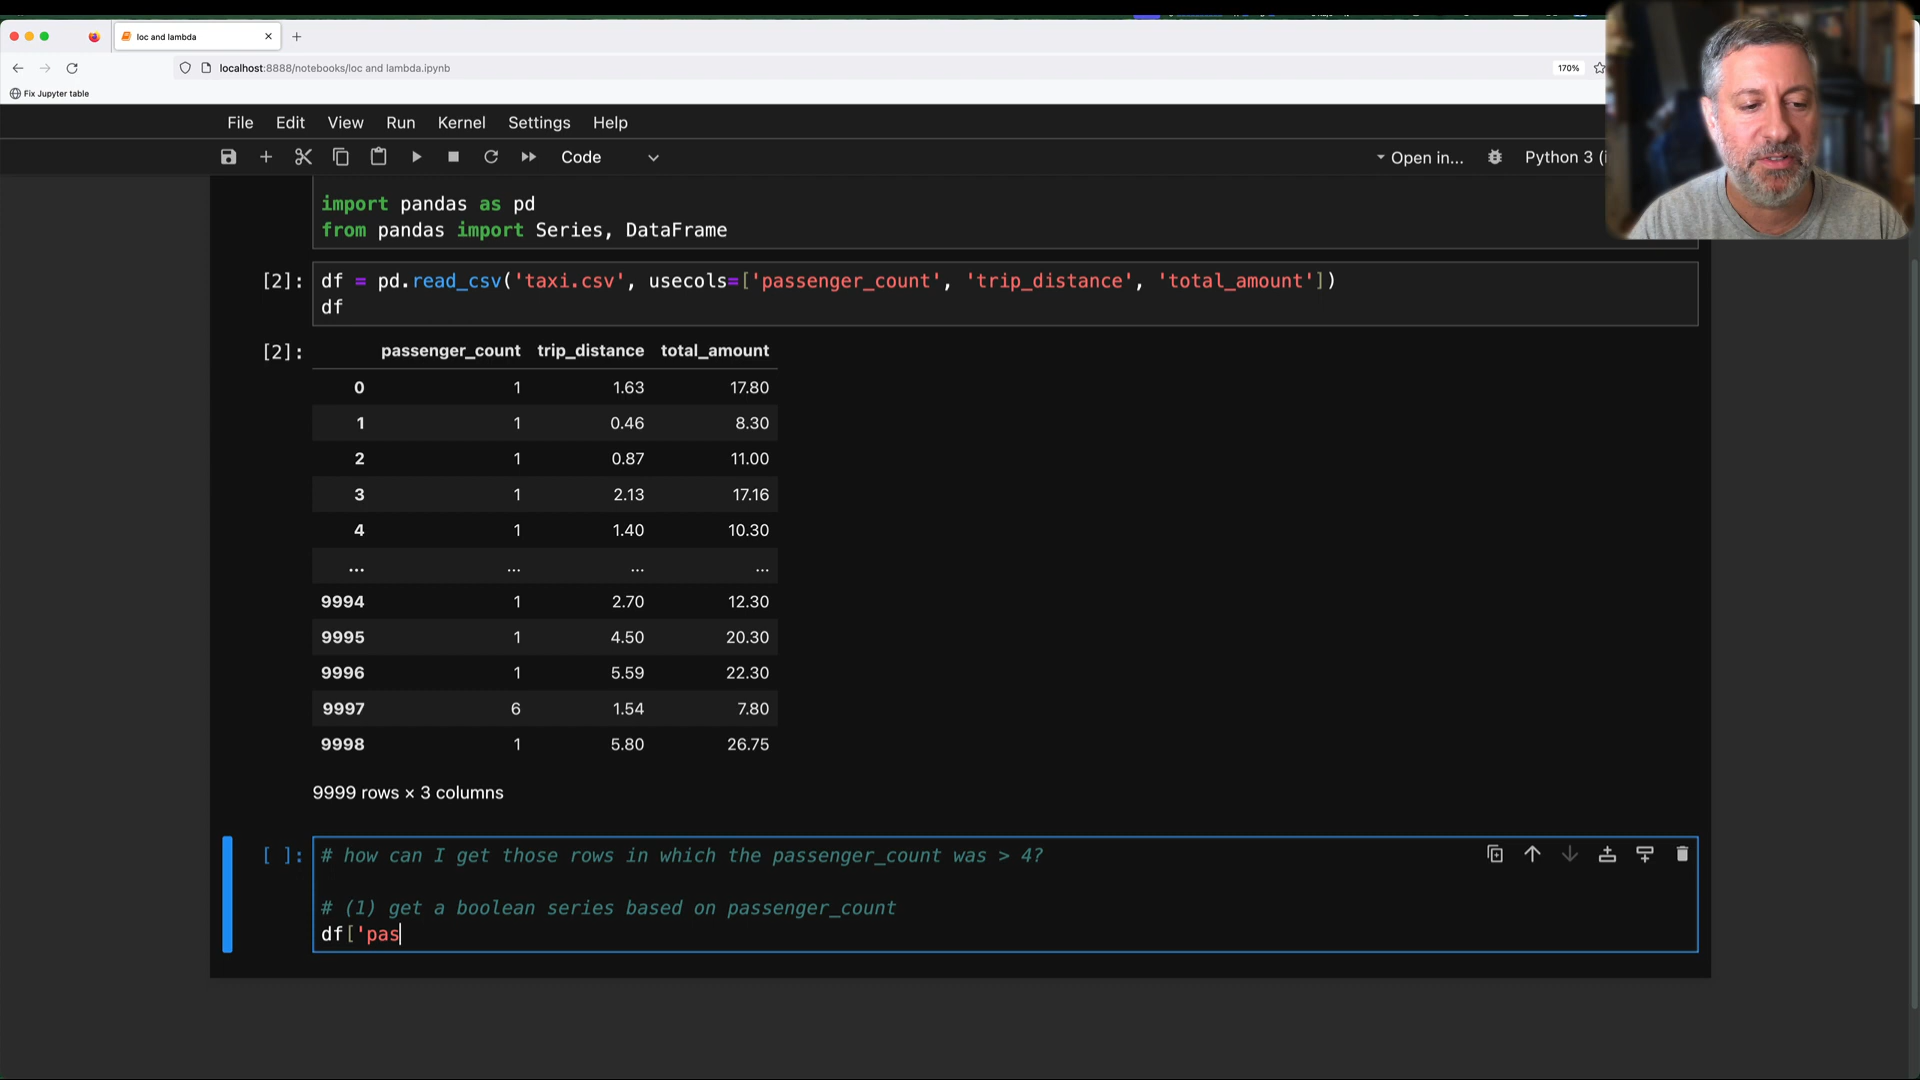 loc and lambda
localhost:8888/notebooks/loc and lambda.ipynb
170%
Fix Jupyter table
File Edit View Run Kernel Settings Help
Code
Open in...
Python 3 (i
import pandas as pd
from pandas import Series, DataFrame
[2]: df = pd.read_csv('taxi.csv', usecols=['passenger_count', 'trip_distance', 'total_amount'])
df
[2]: passenger_count trip_distance total_amount
0 1 1.63 17.80
1 1 0.46 8.30
2 1 0.87 11.00
3 1 2.13 17.16
4 1 1.40 10.30
... ... ... ...
9994 1 2.70 12.30
9995 1 4.50 20.30
9996 1 5.59 22.30
9997 6 1.54 7.80
9998 1 5.80 26.75
9999 rows × 3 columns
[ ]: # how can I get those rows in which the passenger_count was > 4?
# (1) get a boolean series based on passenger_count
df['pas